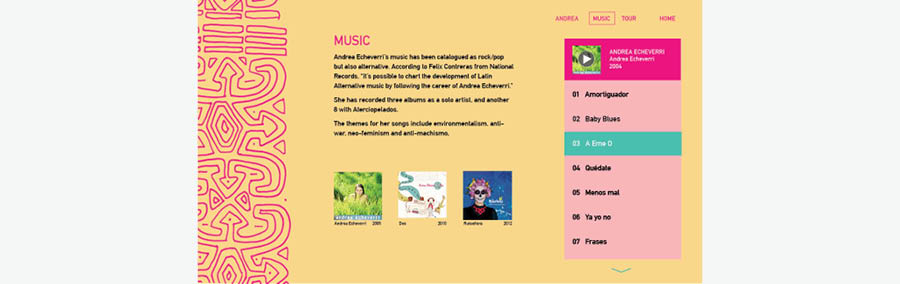 ANDREA MUSIC TOUR HOME
MUSIC
Andrea Echeverri's music has been catalogued as rock/pop
but also alternative. According to Felix Contreras from National
Records, "it's possible to chart the development of Latin
Alternative music by following the career of Andrea Echeverri."
She has recorded three albums as a solo artist, and another
8 with Aterciopelados.
The themes for her songs include environmentalism, anti-
war, neo-feminism and anti-machismo.
andrea echeverri
Andrea Echeverri 2005
Dos 2010
Ruiseñora 2012
ANDREA ECHEVERRI
Andrea Echeverri
2004
01 Amortiguador
02 Baby Blues
03 A Eme O
04 Quédate
05 Menos mal
06 Ya yo no
07 Frases